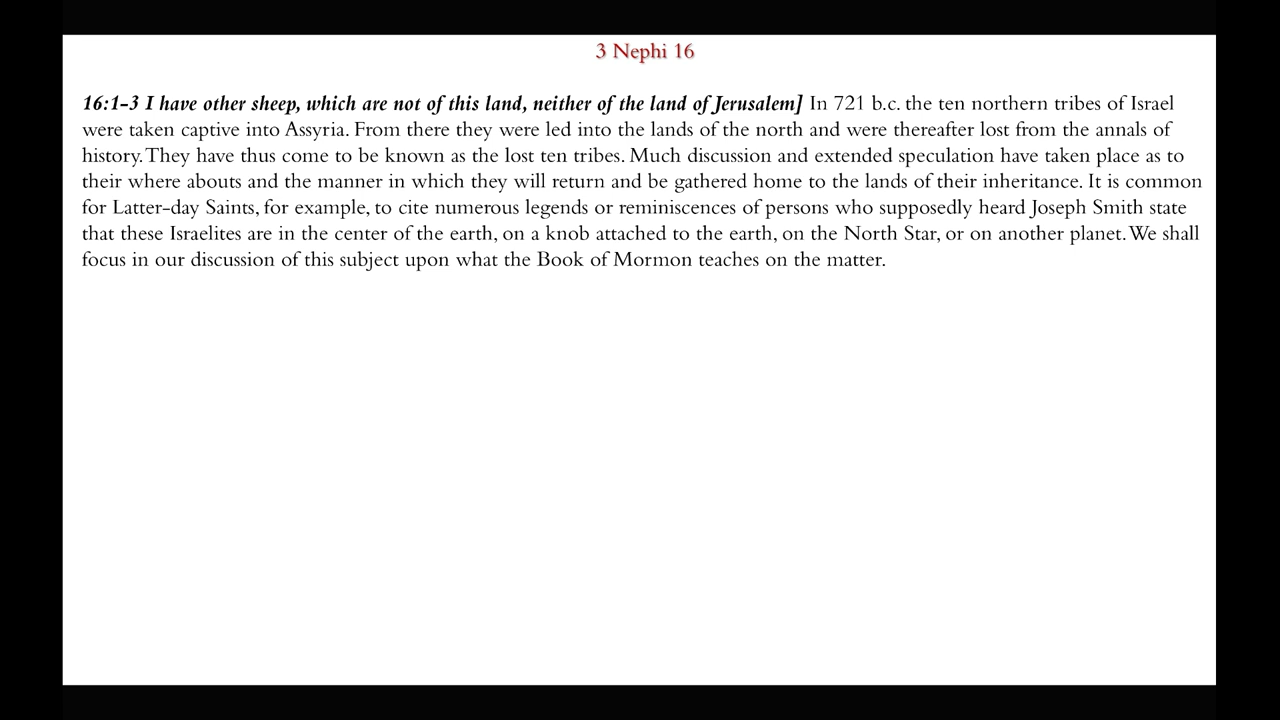 3 Nephi 16
16:1-3 I have other sheep, which are not of this land, neither of the land of Jerusalem] In 721 b.c. the ten northern tribes of Israel
were taken captive into Assyria. From there they were led into the lands of the north and were thereafter lost from the annals of
history. They have thus come to be known as the lost ten tribes. Much discussion and extended speculation have taken place as to
their where abouts and the manner in which they will return and be gathered home to the lands of their inheritance. It is common
for Latter-day Saints, for example, to cite numerous legends or reminiscences of persons who supposedly heard Joseph Smith state
that these Israelites are in the center of the earth, on a knob attached to the earth, on the North Star, or on another planet. We shall
focus in our discussion of this subject upon what the Book of Mormon teaches on the matter.